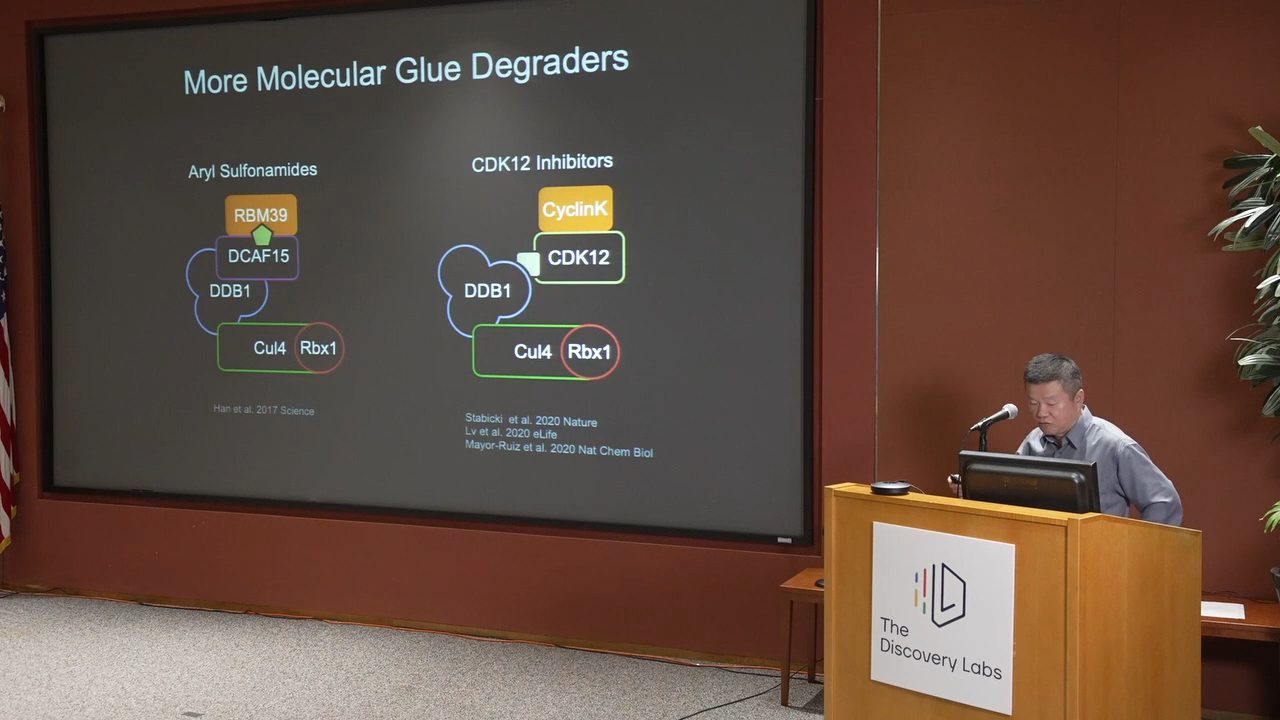 More Molecular Glue Degraders
Aryl Sulfonamides
RBM39
DCAF15
DDB1
Cul4
Rbx1
Han et al. 2017 Science
CDK12 Inhibitors
CyclinK
CDK12
DDB1
Cul4
Rbx1
Stabicki et al. 2020 Nature
Lv et al. 2020 eLife
Mayor-Ruiz et al. 2020 Nat Chem Biol
The
Discovery Labs